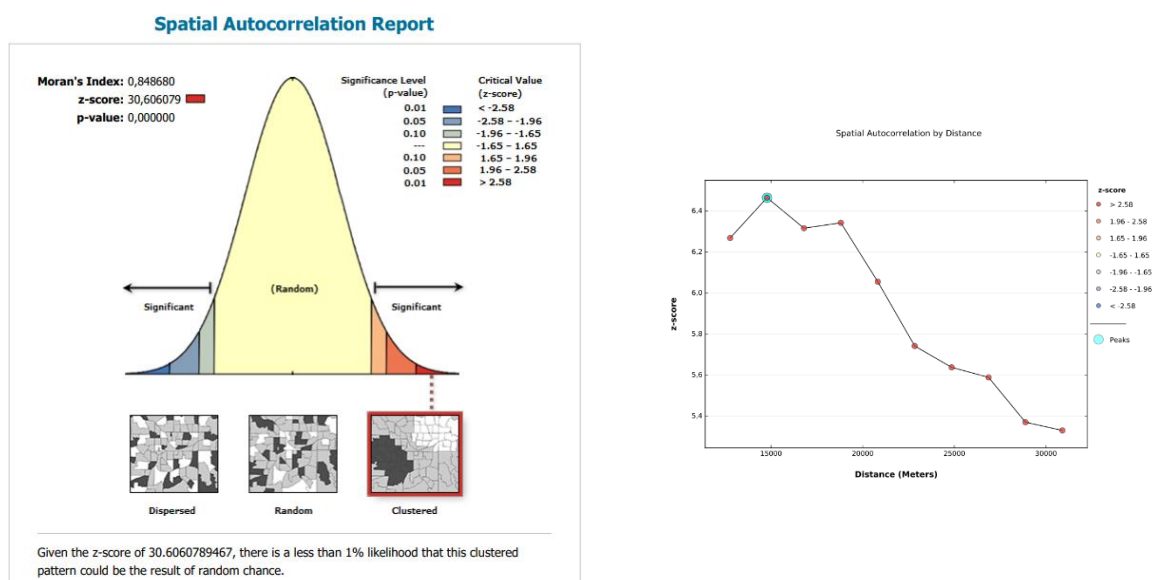 Spatial Autocorrelation Report
Moran's Index: 0,848680
z-score: 30,606079
p-value: 0,000000
Significance Level
(p-value)
Critical Value
(z-score)
0.01 < -2.58
0.05 -2.58 – -1.96
0.10 -1.96 – -1.65
--- -1.65 – 1.65
0.10 1.65 – 1.96
0.05 1.96 – 2.58
0.01 > 2.58
(Random)
Significant
Significant
Dispersed
Random
Clustered
Given the z-score of 30.6060789467, there is a less than 1% likelihood that this clustered
pattern could be the result of random chance.
Spatial Autocorrelation by Distance
z-score
6.4
6.2
6.0
5.8
5.6
5.4
15000
20000
25000
30000
Distance (Meters)
z-score
> 2.58
1.96 - 2.58
1.65 - 1.96
-1.65 - 1.65
-1.96 - -1.65
-2.58 - -1.96
< -2.58
Peaks